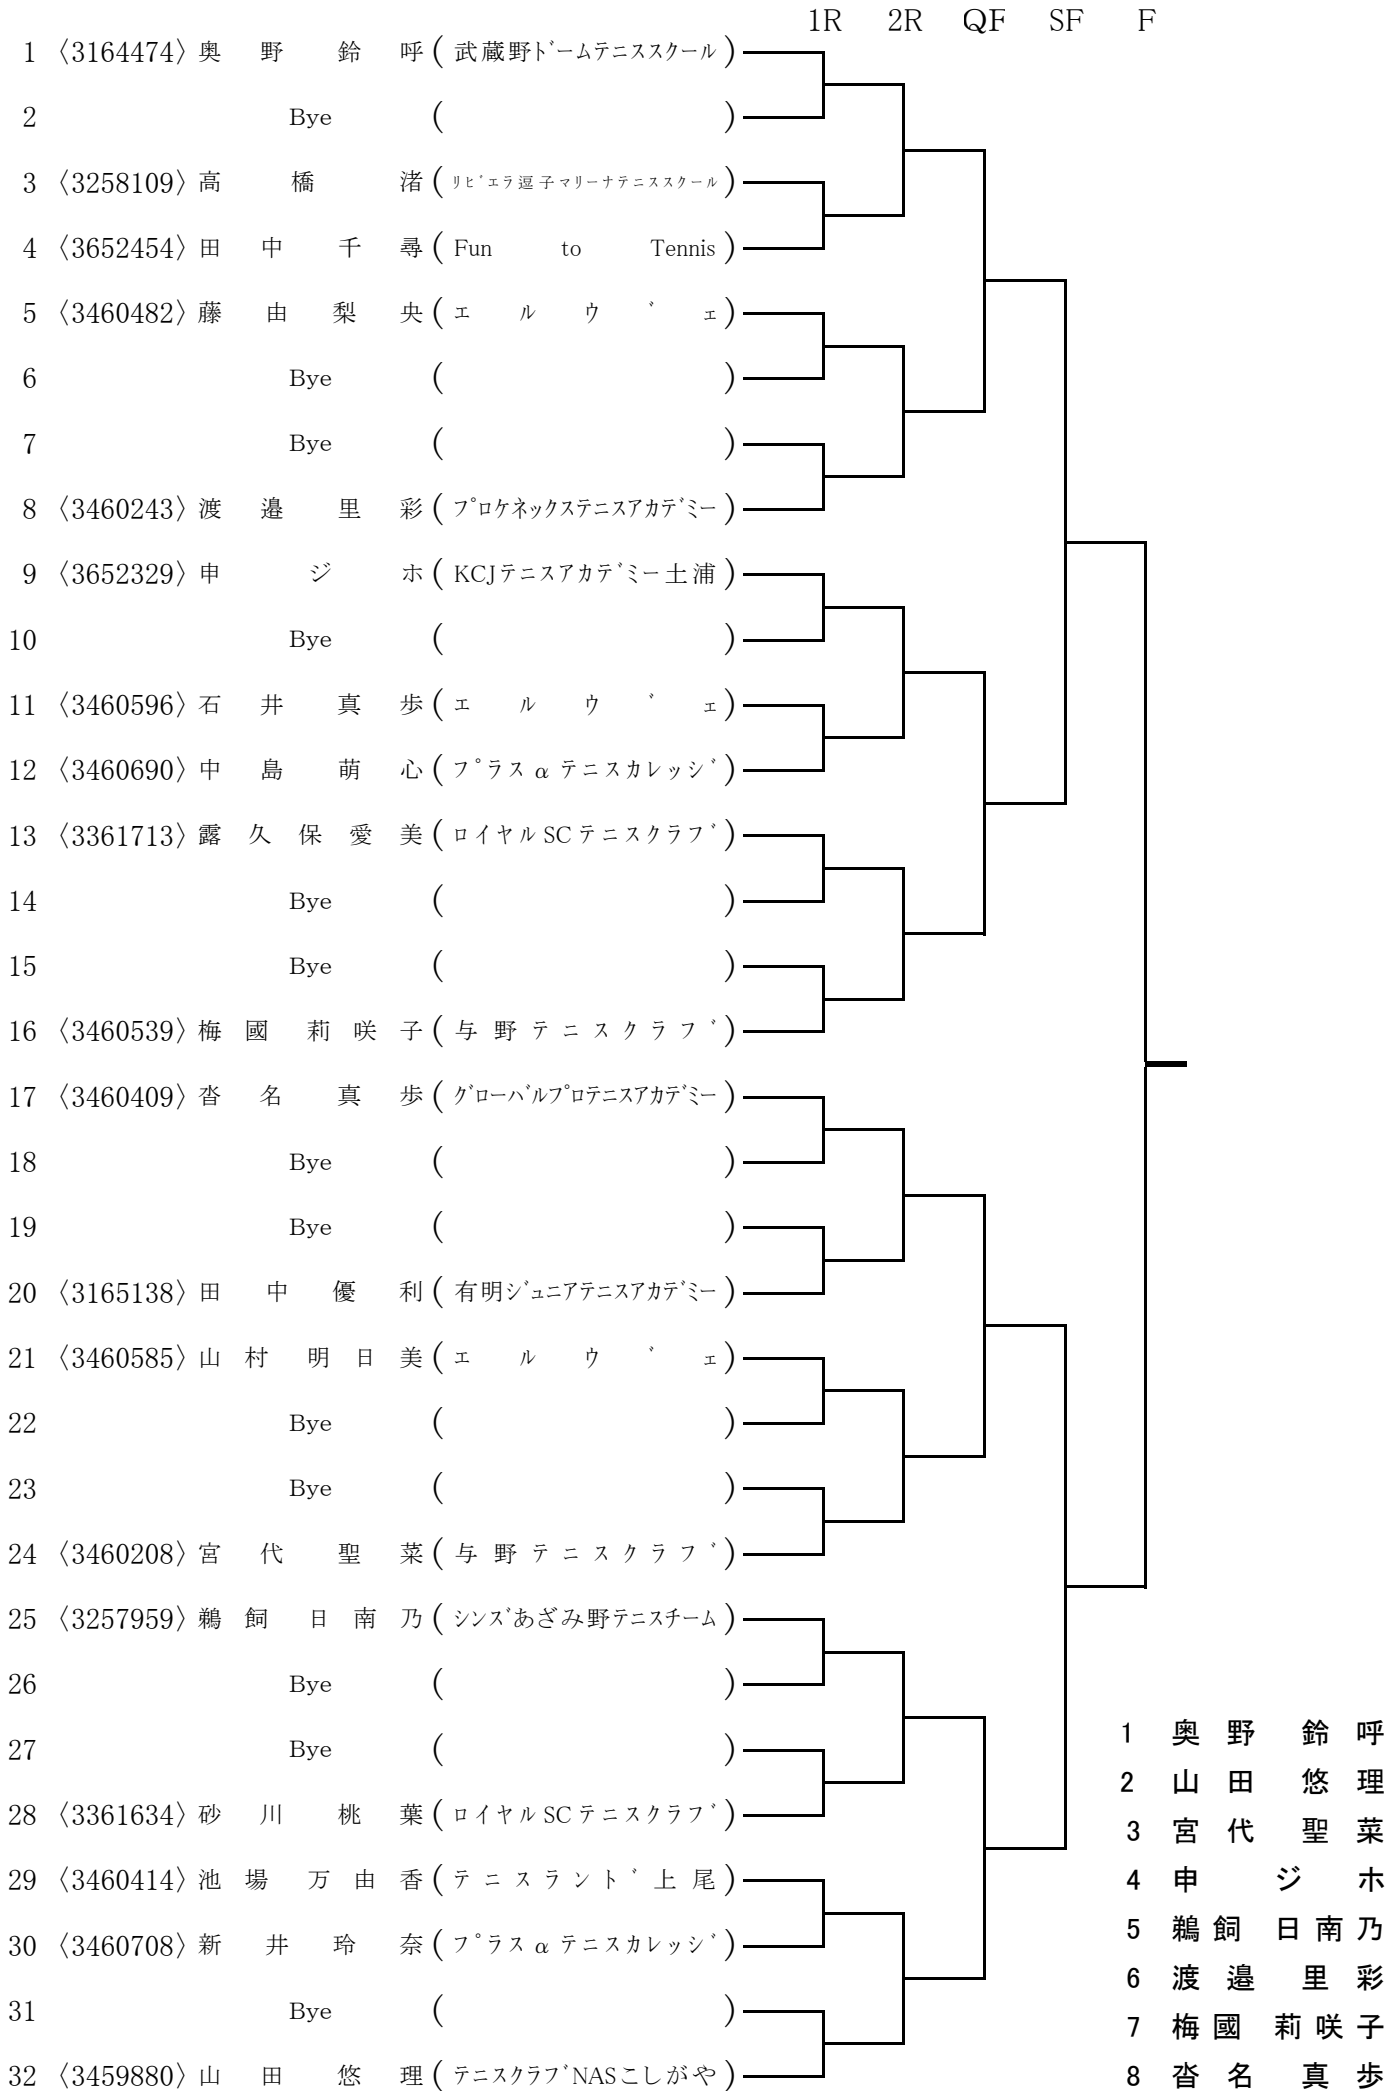 1R 2R QF SF F
1 〈3164474〉 奥野 鈴呼 ( 武蔵野ドームテニススクール )
2 Bye ( )
3 〈3258109〉 高橋 渚 ( リビエラ逗子マリーナテニススクール )
4 〈3652454〉 田中 千尋 ( Fun to Tennis )
5 〈3460482〉 藤由 梨央 ( エルヴェ )
6 Bye ( )
7 Bye ( )
8 〈3460243〉 渡邉 里彩 ( プロケネックステニスアカデミー )
9 〈3652329〉 申 ジホ ( KCJテニスアカデミー土浦 )
10 Bye ( )
11 〈3460596〉 石井 真歩 ( エルヴェ )
12 〈3460690〉 中島 萌心 ( プラスαテニスカレッジ )
13 〈3361713〉 露久保 愛美 ( ロイヤルSCテニスクラブ )
14 Bye ( )
15 Bye ( )
16 〈3460539〉 梅國 莉咲子 ( 与野テニスクラブ )
17 〈3460409〉 沓名 真歩 ( グローバルプロテニスアカデミー )
18 Bye ( )
19 Bye ( )
20 〈3165138〉 田中 優利 ( 有明ジュニアテニスアカデミー )
21 〈3460585〉 山村 明日美 ( エルヴェ )
22 Bye ( )
23 Bye ( )
24 〈3460208〉 宮代 聖菜 ( 与野テニスクラブ )
25 〈3257959〉 鵜飼 日南乃 ( シンズあざみ野テニスチーム )
26 Bye ( )
27 Bye ( )
28 〈3361634〉 砂川 桃葉 ( ロイヤルSCテニスクラブ )
29 〈3460414〉 池場 万由香 ( テニスランド上尾 )
30 〈3460708〉 新井 玲奈 ( プラスαテニスカレッジ )
31 Bye ( )
32 〈3459880〉 山田 悠理 ( テニスクラブNASこしがや )
1 奥野 鈴呼
2 山田 悠理
3 宮代 聖菜
4 申 ジホ
5 鵜飼 日南乃
6 渡邉 里彩
7 梅國 莉咲子
8 沓名 真歩